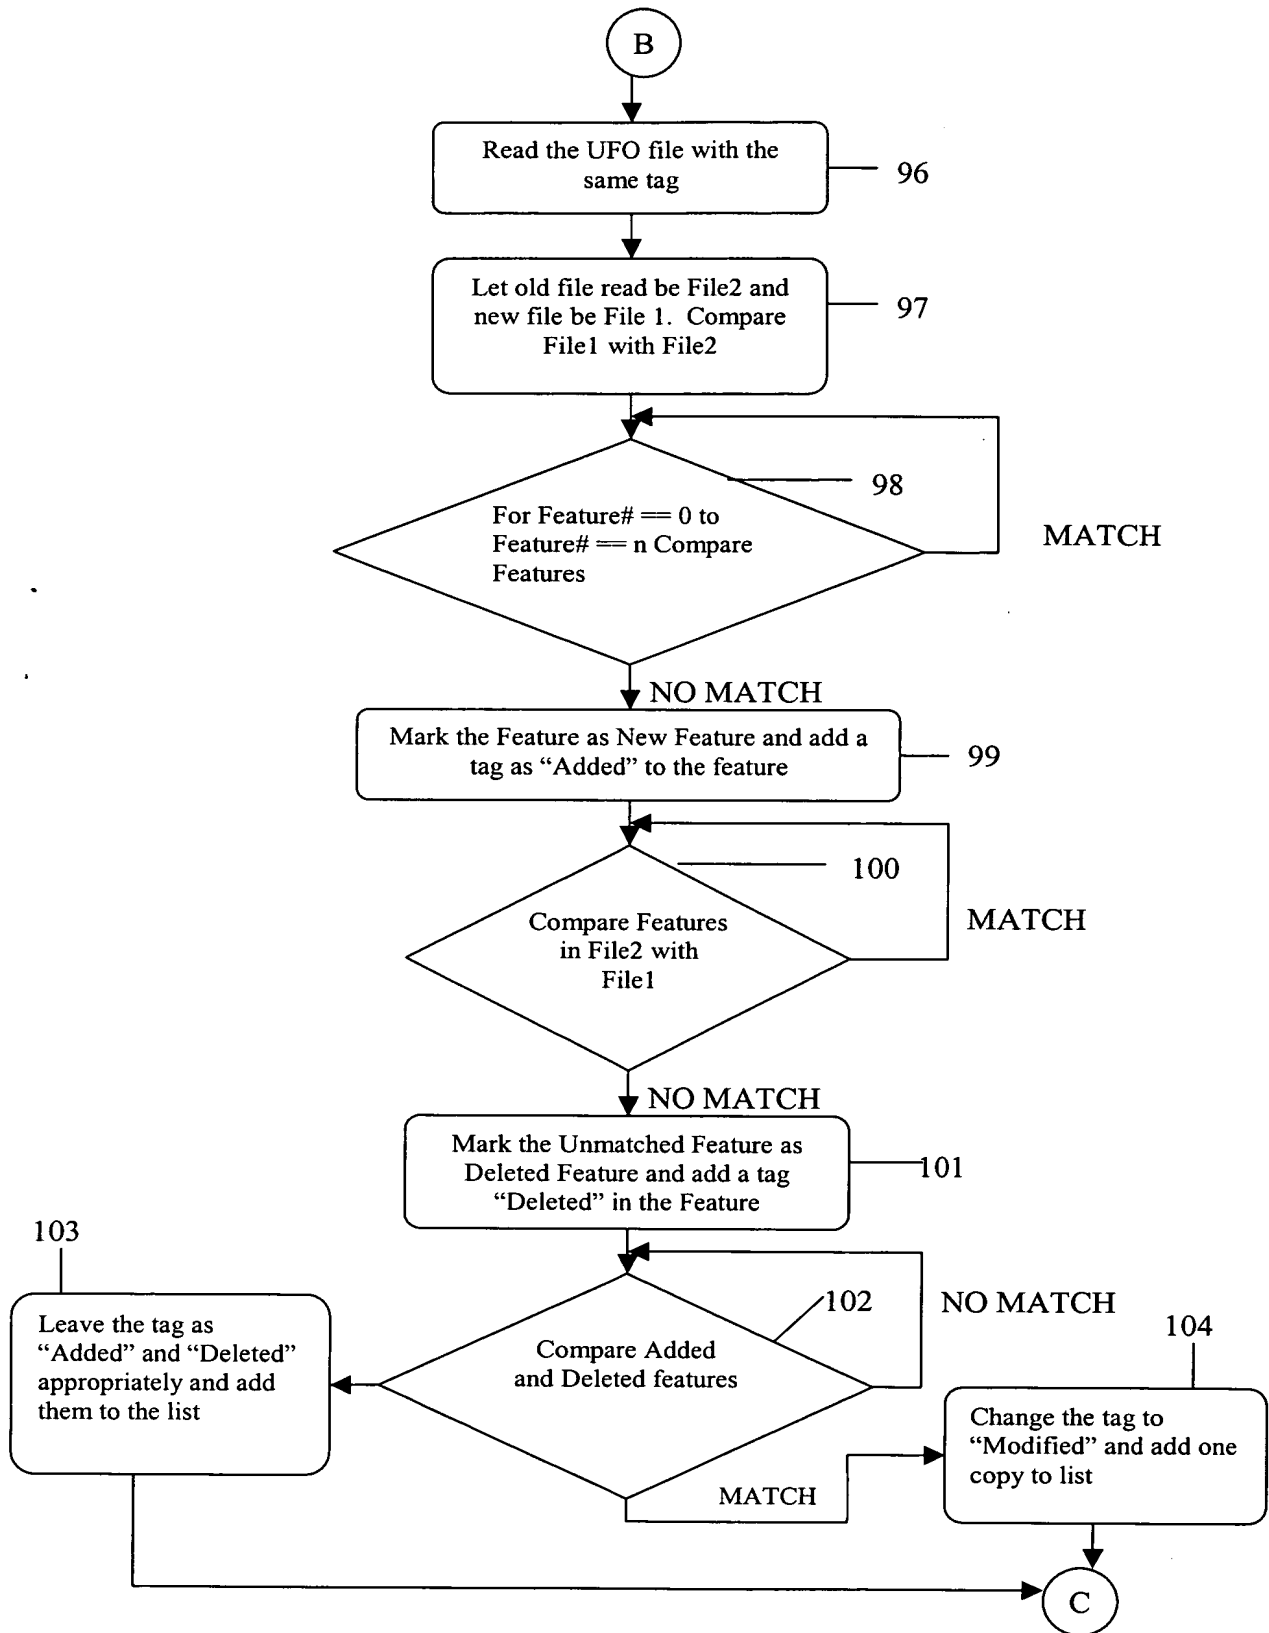 B
Read the UFO file with the
same tag
96
Let old file read be File2 and
new file be File 1. Compare
File1 with File2
97
98
For Feature# == 0 to
Feature# == n Compare
Features
MATCH
NO MATCH
Mark the Feature as New Feature and add a
tag as “Added” to the feature
99
100
Compare Features
in File2 with
File1
MATCH
NO MATCH
Mark the Unmatched Feature as
Deleted Feature and add a tag
“Deleted” in the Feature
101
103
Leave the tag as
“Added” and “Deleted”
appropriately and add
them to the list
102
Compare Added
and Deleted features
NO MATCH
104
Change the tag to
“Modified” and add one
copy to list
MATCH
C